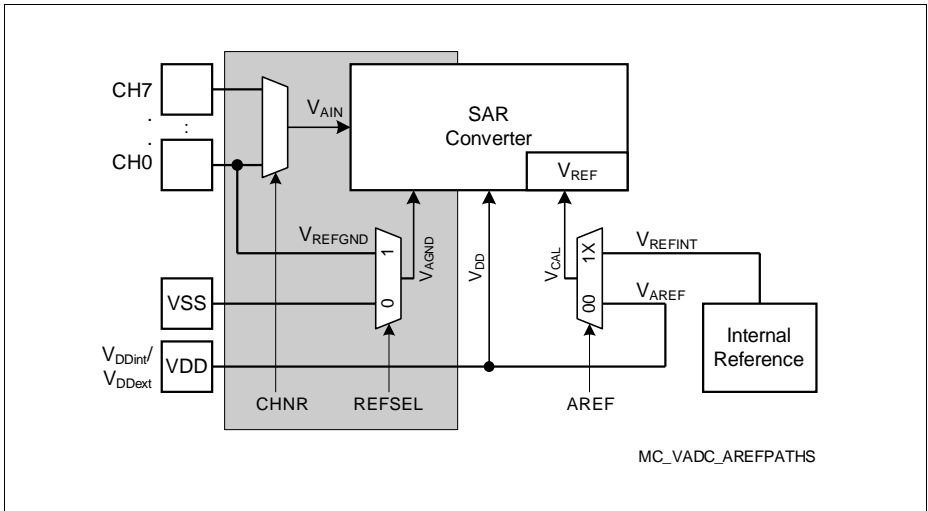 CH7
.
:
.
CH0
V_AIN
SAR
Converter
V_REF
V_REFGND
1
0
V_AGND
V_DD
V_CAL
1X
00
V_REFINT
V_AREF
VSS
V_DDint/
V_DDext
VDD
Internal
Reference
CHNR
REFSEL
AREF
MC_VADC_AREFPATHS